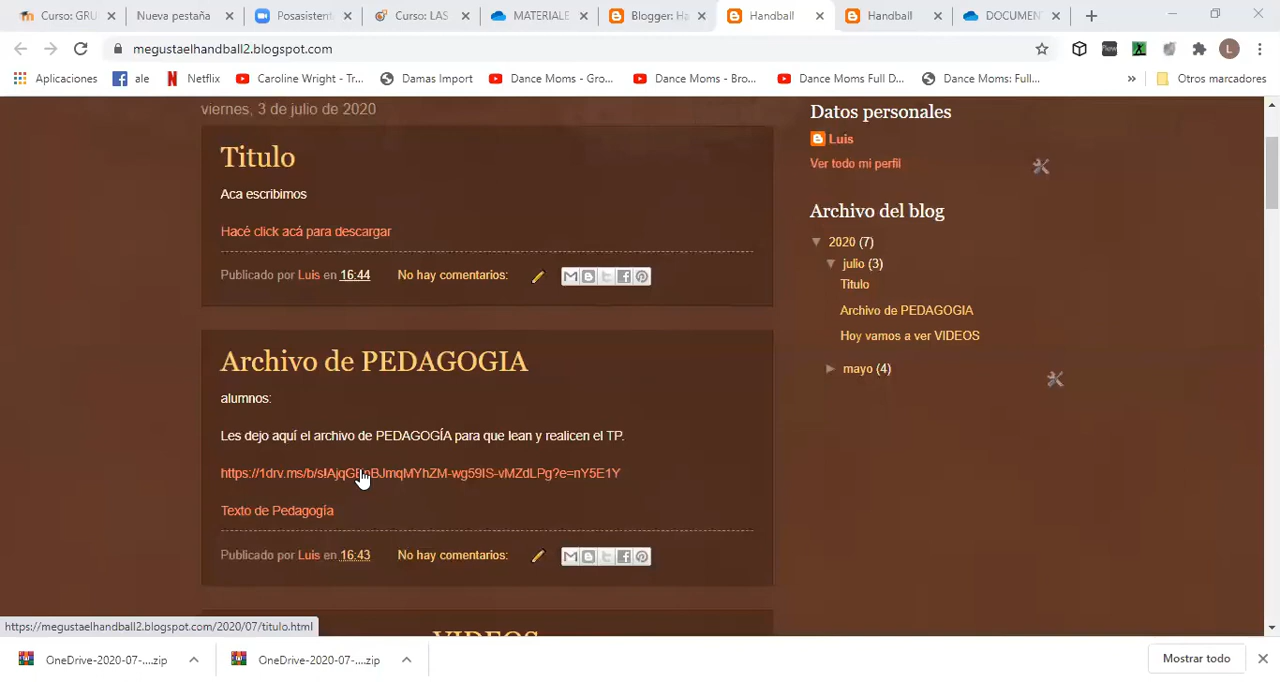 Curso: GRU
Nueva pestaña
Posasistent
Curso: LAS
MATERIALE
Blogger: Ha
Handball
Handball
DOCUMEN
megustaelhandball2.blogspot.com
L
Aplicaciones
ale
Netflix
Caroline Wright - Tr...
Damas Import
Dance Moms - Gro...
Dance Moms - Bro...
Dance Moms Full D...
Dance Moms: Full...
»
Otros marcadores
viernes, 3 de julio de 2020
Titulo
Aca escribimos
Hacé click acá para descargar
Publicado por Luis en 16:44
No hay comentarios:
Archivo de PEDAGOGIA
alumnos:
Les dejo aquí el archivo de PEDAGOGÍA para que lean y realicen el TP.
Texto de Pedagogía
Publicado por Luis en 16:43
No hay comentarios:
VIDEOS
Datos personales
Luis
Ver todo mi perfil
Archivo del blog
▼ 2020 (7)
▼ julio (3)
Titulo
Archivo de PEDAGOGIA
Hoy vamos a ver VIDEOS
► mayo (4)
https://megustaelhandball2.blogspot.com/2020/07/titulo.html
OneDrive-2020-07-....zip
OneDrive-2020-07-....zip
Mostrar todo